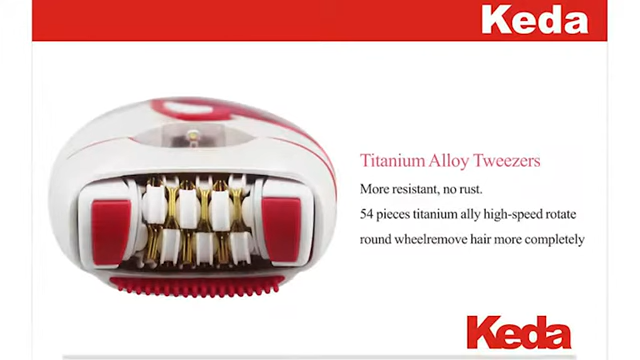 Keda
Titanium Alloy Tweezers
More resistant, no rust.
54 pieces titanium ally high-speed rotate
round wheelremove hair more completely
Keda